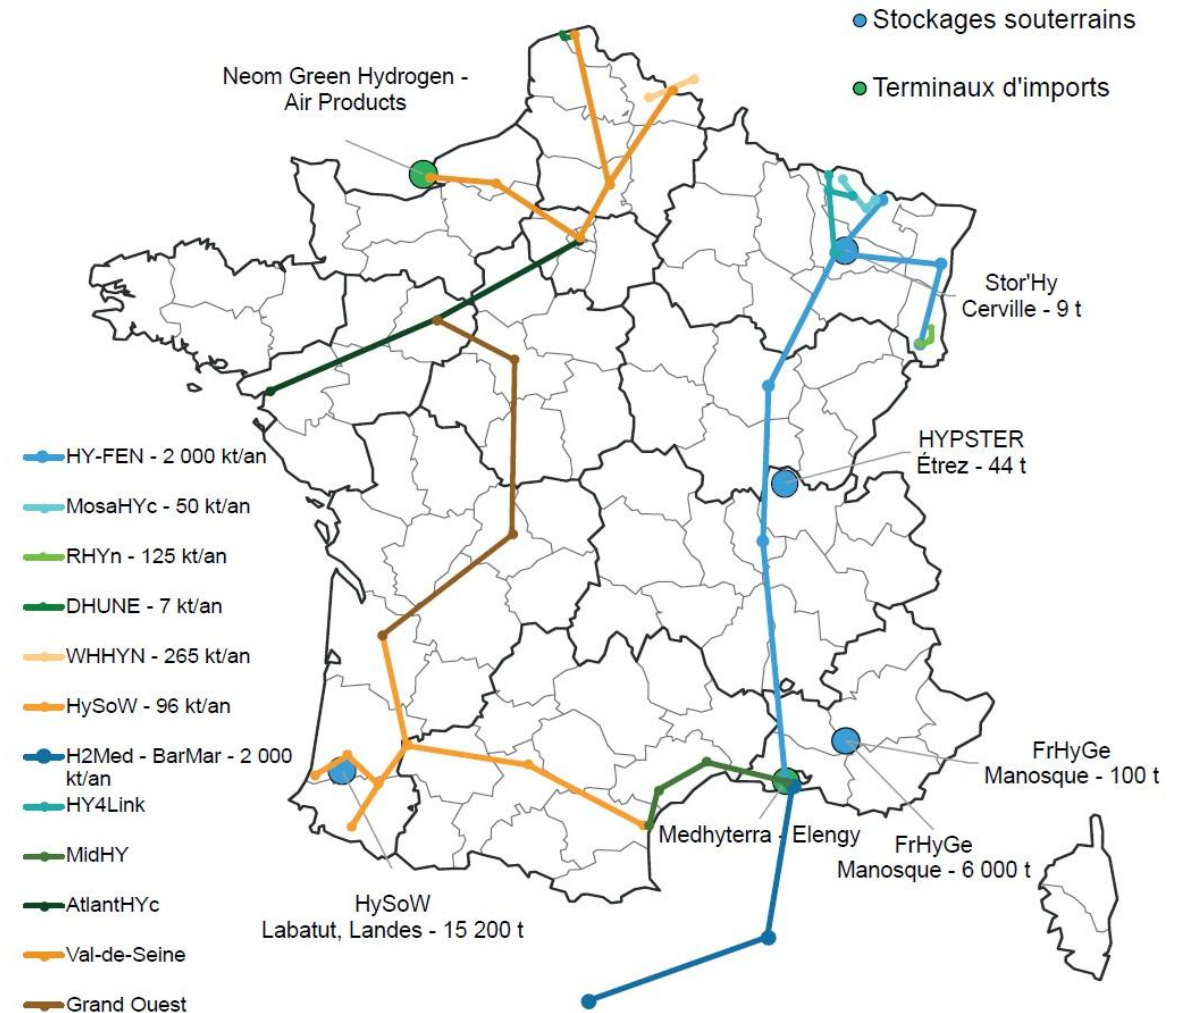 Stockages souterrains
Terminaux d'imports
Neom Green Hydrogen -
Air Products
Stor'Hy
Cerville - 9 t
HYPSTER
Étrez - 44 t
HY-FEN - 2 000 kt/an
MosaHYc - 50 kt/an
RHYn - 125 kt/an
DHUNE - 7 kt/an
WHHYN - 265 kt/an
HySoW - 96 kt/an
H2Med - BarMar - 2 000
kt/an
HY4Link
MidHY
AtlantHYc
Val-de-Seine
Grand Ouest
FrHyGe
Manosque - 100 t
Medhyterra - Elengy
FrHyGe
Manosque - 6 000 t
HySoW
Labatut, Landes - 15 200 t